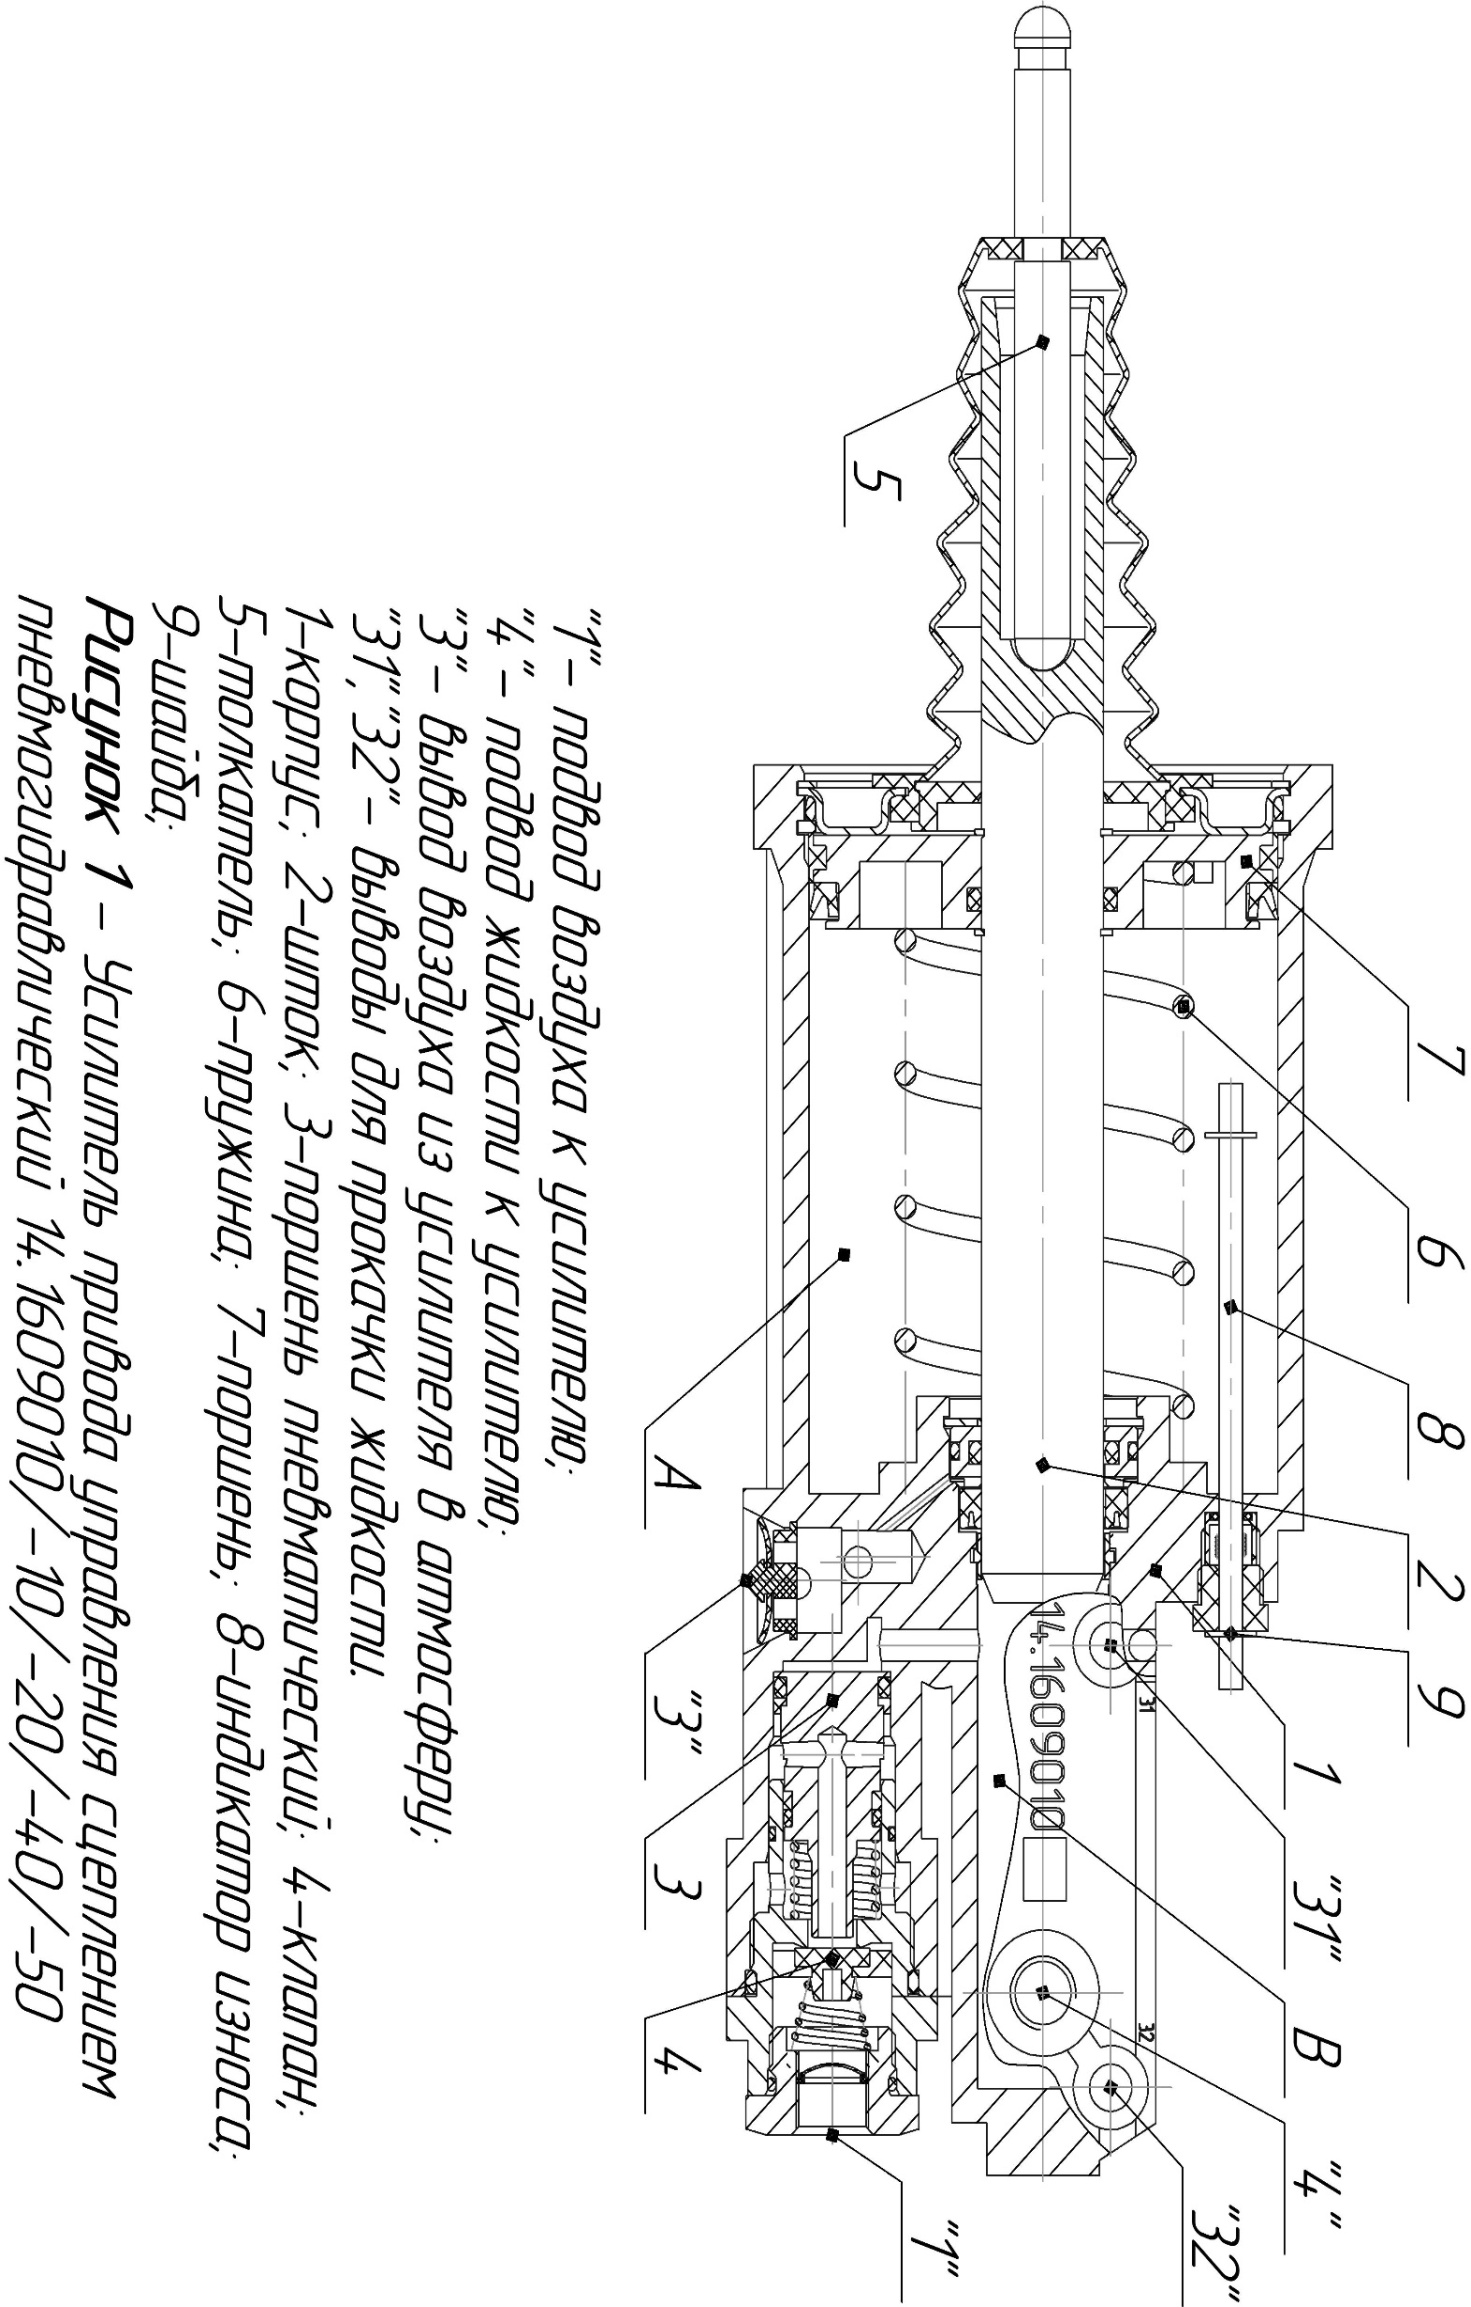 7
6
8
2
9
1
"31"
В
"4"
"32"
5
14.1609010
31
32
А
"3"
3
4
"1"
"1"- подвод воздуха к усилителю;
"4"- подвод жидкости к усилителю;
"3"- вывод воздуха из усилителя в атмосферу;
"31","32"- выводы для прокачки жидкости.
1-корпус; 2-шток; 3-поршень пневматический; 4-клапан;
5-толкатель; 6-пружина; 7-поршень; 8-индикатор износа;
9-шайба;
Рисунок 1 - Усилитель привода управления сцеплением
пневмогидравлический 14.1609010/-10/-20/-40/-50